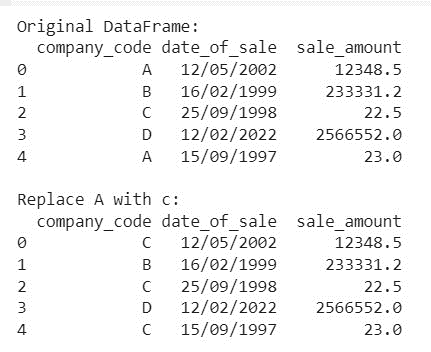 Original DataFrame:
company_code date_of_sale sale_amount
0 A 12/05/2002 12348.5
1 B 16/02/1999 233331.2
2 C 25/09/1998 22.5
3 D 12/02/2022 2566552.0
4 A 15/09/1997 23.0
Replace A with c:
company_code date_of_sale sale_amount
0 C 12/05/2002 12348.5
1 B 16/02/1999 233331.2
2 C 25/09/1998 22.5
3 D 12/02/2022 2566552.0
4 C 15/09/1997 23.0